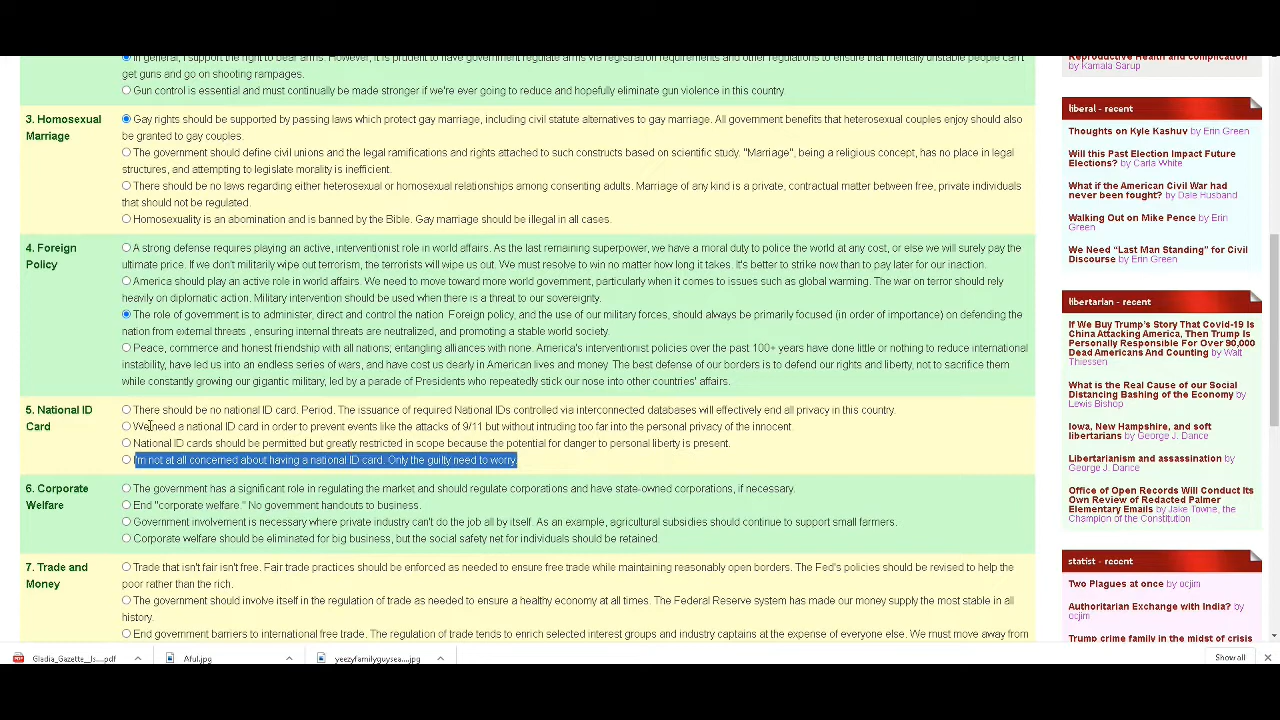 In general, I support the right to bear arms. However, it is prudent to have government regulate arms via registration requirements and other regulations to ensure that mentally unstable people can't
get guns and go on shooting rampages.
Gun control is essential and must continually be made stronger if we're ever going to reduce and hopefully eliminate gun violence in this country.
3. Homosexual
Marriage
Gay rights should be supported by passing laws which permit gay marriage, including civil statute alternatives to gay marriage. All government benefits that heterosexual couples enjoy should also
be granted to gay couples.
The government should define civil unions and the legal ramifications and rights attached to such constructs based on scientific study. "Marriage", being a religious concept, has no place in legal
structures, and attempting to legislate morality is inefficient.
There should be no laws regarding either heterosexual or homosexual relationships among consenting adults. Marriage of any kind is a private, contractual matter between free, private individuals
that should not be regulated.
Homosexuality is an abomination and is banned by the Bible. Gay marriage should be illegal in all cases.
4. Foreign
Policy
A strong defense requires playing an active, interventionist role in world affairs. As the last remaining superpower, we have a moral duty to police the world at any cost, or else we will surely pay the
ultimate price. If we don't militarily wipe out terrorism, the terrorists will wipe us out. We must resolve to win no matter how long it takes. It's better to strike now than to pay later for our inaction.
America should play an active role in world affairs. We need to move toward more world government, particularly when it comes to issues such as global warming. The war on terror should rely
heavily on diplomatic action. Military intervention should be used when there is a threat to our sovereignty.
The role of government is to administer, direct and control the nation. Foreign policy, and the use of our military forces, should always be primarily focused (in order of importance) on defending the
nation from external threats , ensuring internal threats are neutralized, and promoting a stable world society.
Peace, commerce and honest friendship with all nations; entangling alliances with none. America's interventionist policies over the past 100+ years have done little or nothing to reduce international
instability, have led us into an endless series of wars, and have cost us dearly in American lives and money. The best defense of our borders is to defend our rights and liberty, not to sacrifice them
while constantly growing our gigantic military, led by a parade of Presidents who repeatedly stick our nose into other countries' affairs.
5. National ID
Card
There should be no national ID card. Period. The issuance of required National IDs controlled via interconnected databases will effectively end all privacy in this country.
We need a national ID card in order to prevent events like the attacks of 9/11 but without intruding too far into the personal privacy of the innocent.
National ID cards should be permitted but greatly restricted in scope because the potential for danger to personal liberty is present.
I'm not at all concerned about having a national ID card. Only the guilty need to worry.
6. Corporate
Welfare
The government has a significant role in regulating the market and should regulate corporations and have state-owned corporations, if necessary.
End "corporate welfare." No government handouts to business.
Government involvement is necessary where private industry can't do the job all by itself. As an example, agricultural subsidies should continue to support small farmers.
Corporate welfare should be eliminated for big business, but the social safety net for individuals should be retained.
7. Trade and
Money
Trade that isn't fair isn't free. Fair trade practices should be enforced as needed to ensure free trade while maintaining reasonably open borders. The Fed's policies should be revised to help the
poor rather than the rich.
The government should involve itself in the regulation of trade as needed to ensure a healthy economy at all times. The Federal Reserve system has made our money supply the most stable in all
history.
End government barriers to international free trade. The regulation of trade tends to enrich selected interest groups and industry captains at the expense of everyone else. We must move away from
Reproductive Health and complication
by Kamala Sarup
liberal - recent
Thoughts on Kyle Kashuv by Erin Green
Will this Past Election Impact Future
Elections? by Carla White
What if the American Civil War had
never been fought? by Dale Husband
Walking Out on Mike Pence by Erin
Green
We Need “Last Man Standing” for Civil
Discourse by Erin Green
libertarian - recent
If We Buy Trump's Story That Covid-19 Is
China Attacking America, Then Trump Is
Personally Responsible For Over 90,000
Dead Americans And Counting by Walt
Thiessen
What is the Real Cause of our Social
Distancing Bashing of the Economy by
Lewis Bishop
Iowa, New Hampshire, and soft
libertarians by George J. Dance
Libertarianism and assassination by
George J. Dance
Office of Open Records Will Conduct Its
Own Review of Redacted Palmer
Elementary Emails by Jake Towne, the
Champion of the Constitution
statist - recent
Two Plagues at once by ocjim
Authoritarian Exchange with India? by
ocjim
Trump crime family in the midst of crisis
Gladia_Gazette__Is....pdf
Aful.jpg
yeezyfamilyguysea....jpg
Show all